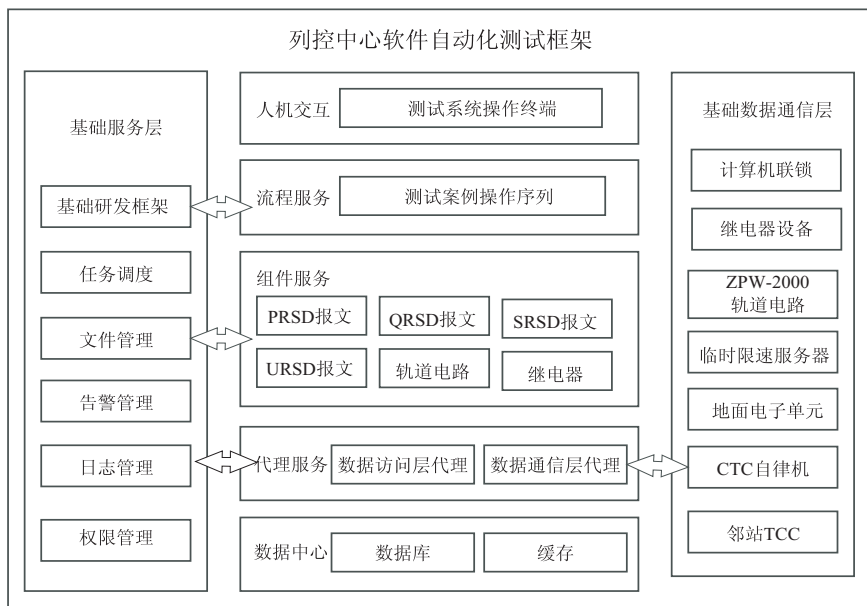 列控中心软件自动化测试框架
基础服务层
基础研发框架
任务调度
文件管理
告警管理
日志管理
权限管理
人机交互
测试系统操作终端
流程服务
测试案例操作序列
组件服务
PRSD报文
QRSD报文
SRSD报文
URSD报文
轨道电路
继电器
代理服务
数据访问层代理
数据通信层代理
数据中心
数据库
缓存
基础数据通信层
计算机联锁
继电器设备
ZPW-2000
轨道电路
临时限速服务器
地面电子单元
CTC自律机
邻站TCC